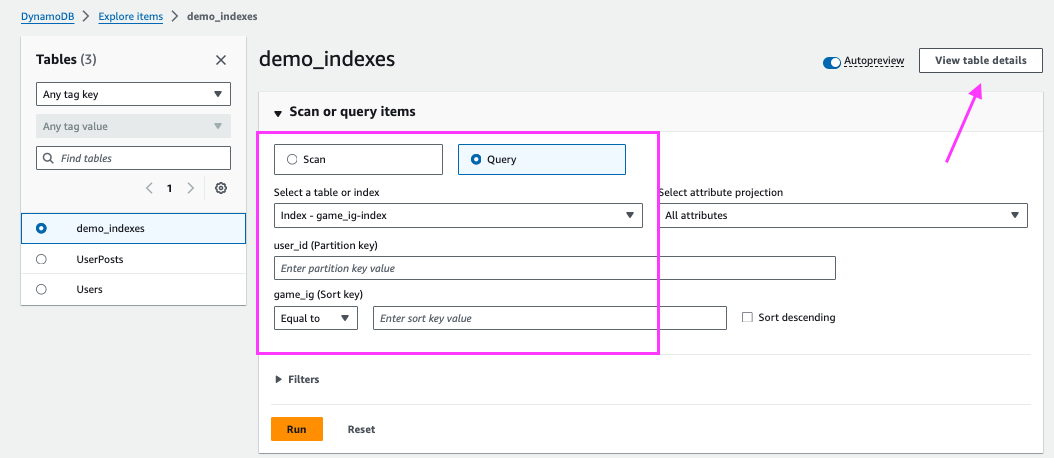 DynamoDB > Explore items > demo_indexes
Tables (3)
Any tag key
Any tag value
Find tables
1
demo_indexes
UserPosts
Users
demo_indexes
Autopreview
View table details
Scan or query items
Scan
Query
Select a table or index
Select attribute projection
Index - game_ig-index
All attributes
user_id (Partition key)
Enter partition key value
game_ig (Sort key)
Equal to
Enter sort key value
Sort descending
Filters
Run
Reset